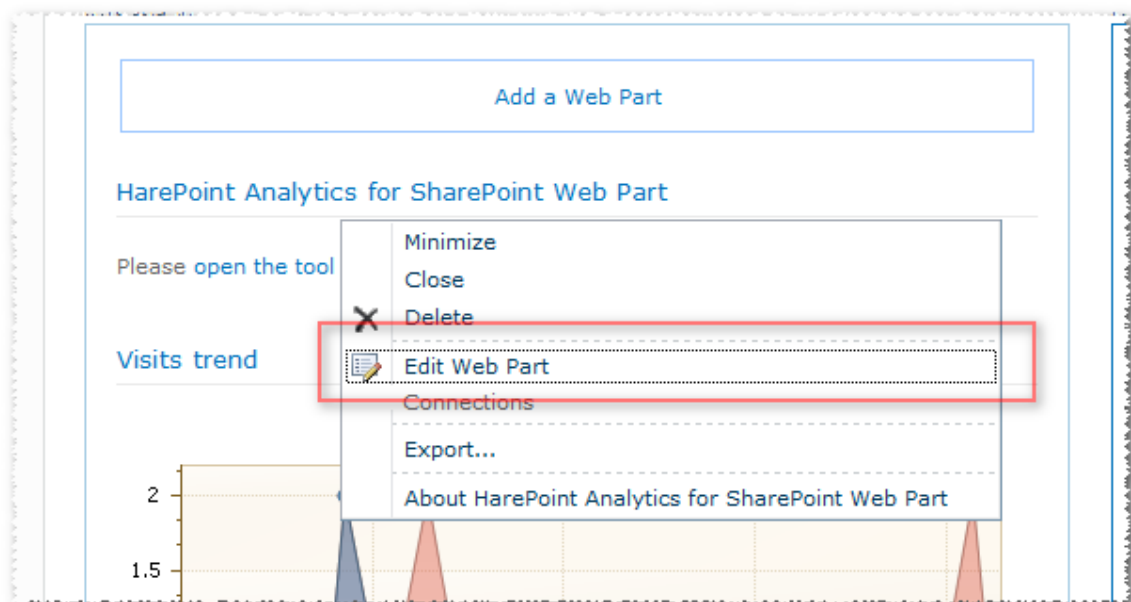 Add a Web Part
HarePoint Analytics for SharePoint Web Part
Please open the tool
Minimize
Close
Delete
Edit Web Part
Connections
Export...
About HarePoint Analytics for SharePoint Web Part
Visits trend
2
1.5